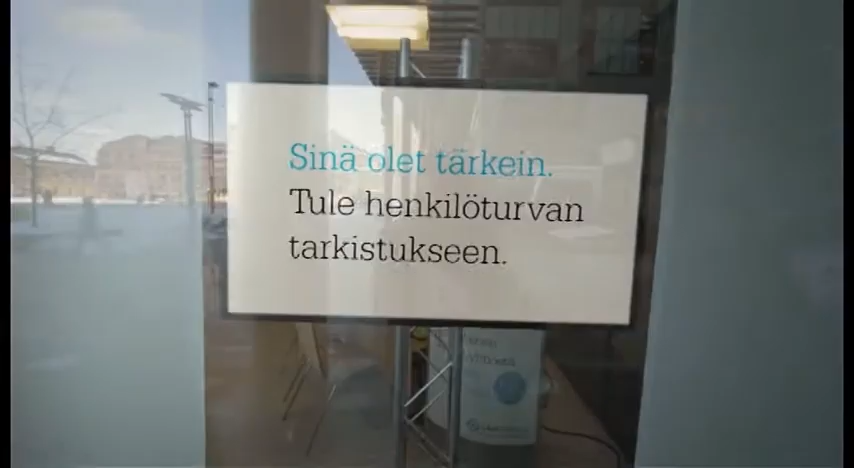 Sinä olet tärkein.
Tule henkilöturvan
tarkistukseen.